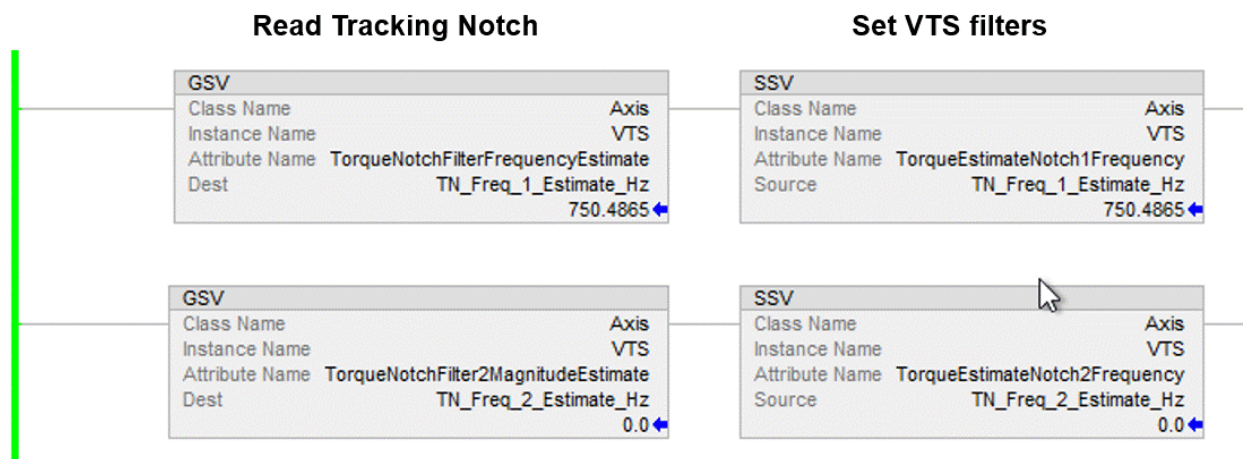 Read Tracking Notch
Set VTS filters
GSV
Class Name Axis
Instance Name VTS
Attribute Name TorqueNotchFilterFrequencyEstimate
Dest TN_Freq_1_Estimate_Hz
750.4865
SSV
Class Name Axis
Instance Name VTS
Attribute Name TorqueEstimateNotch1Frequency
Source TN_Freq_1_Estimate_Hz
750.4865
GSV
Class Name Axis
Instance Name VTS
Attribute Name TorqueNotchFilter2MagnitudeEstimate
Dest TN_Freq_2_Estimate_Hz
0.0
SSV
Class Name Axis
Instance Name VTS
Attribute Name TorqueEstimateNotch2Frequency
Source TN_Freq_2_Estimate_Hz
0.0